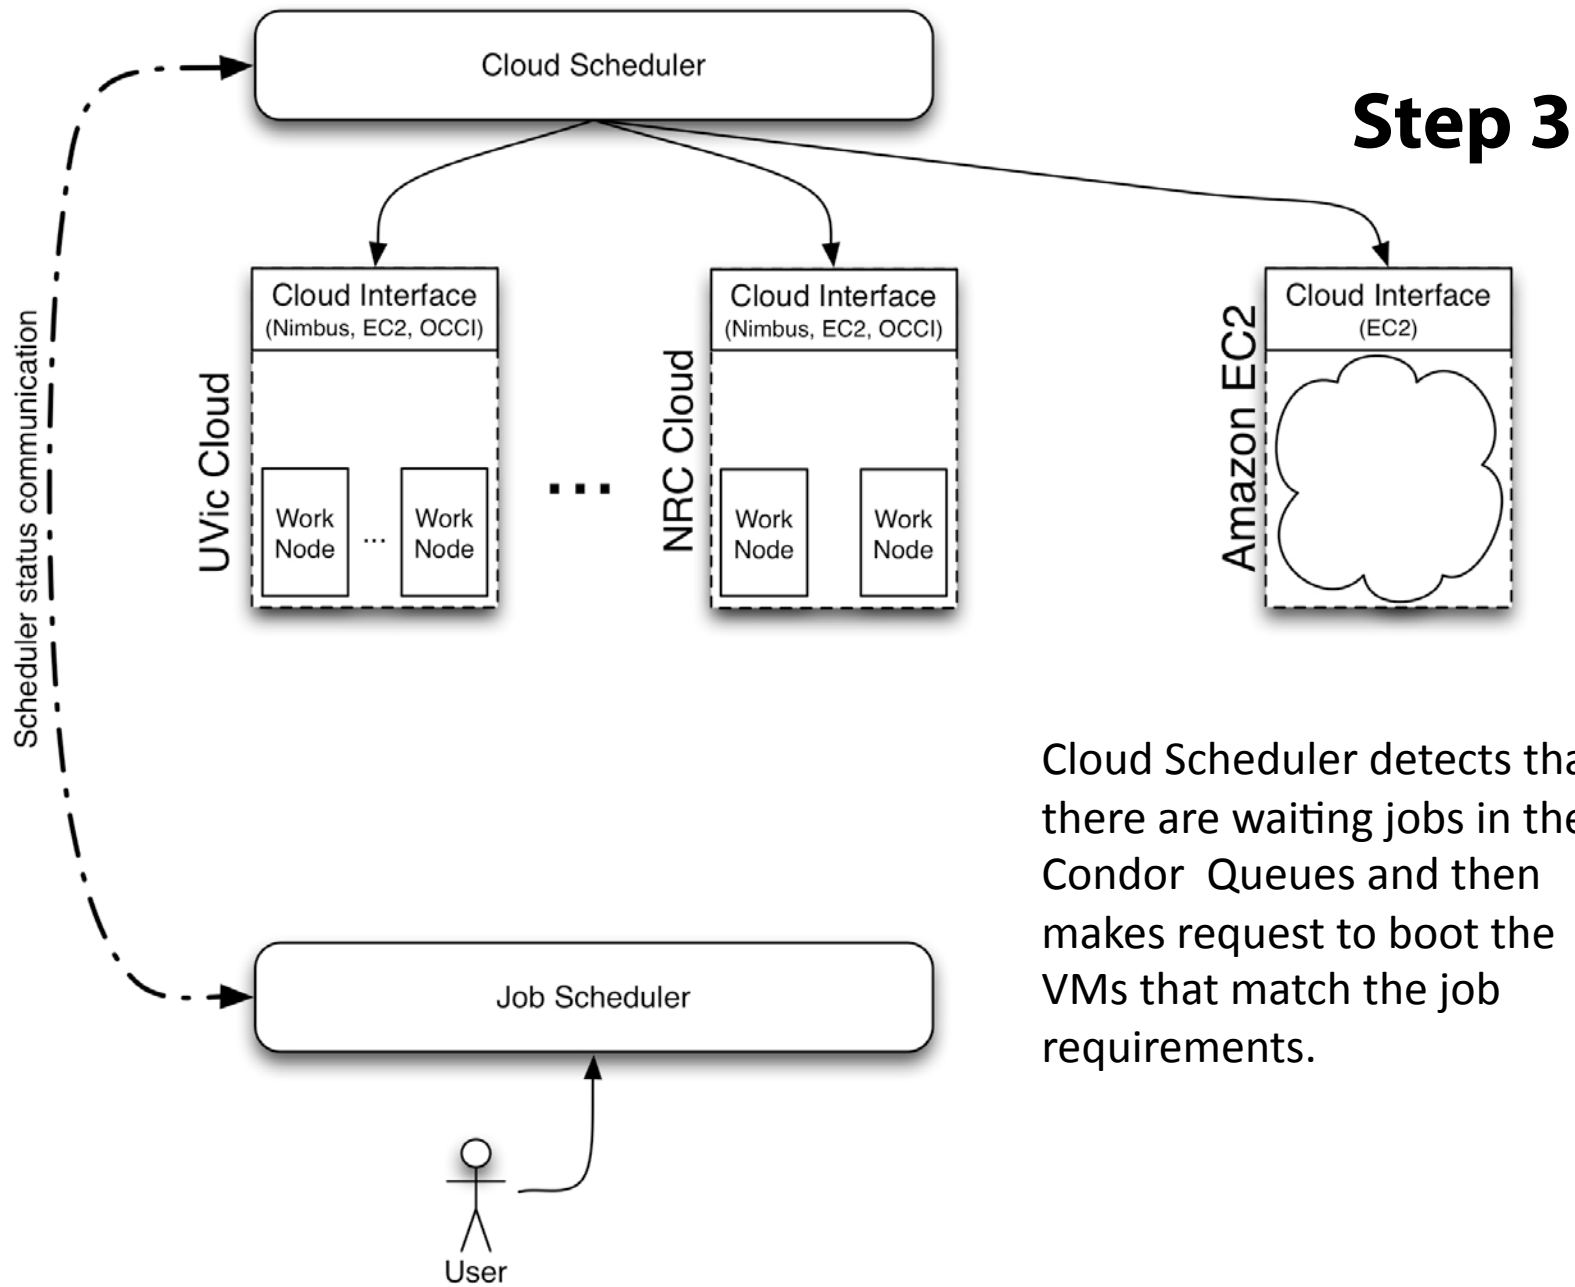 Cloud Scheduler
Step 3
Scheduler status communication
UVic Cloud
Cloud Interface
(Nimbus, EC2, OCCI)
Work
Node
...
Work
Node
...
NRC Cloud
Cloud Interface
(Nimbus, EC2, OCCI)
Work
Node
Work
Node
Amazon EC2
Cloud Interface
(EC2)
Cloud Scheduler detects tha
there are waiting jobs in the
Condor  Queues and then
makes request to boot the
VMs that match the job
requirements.
Job Scheduler
User